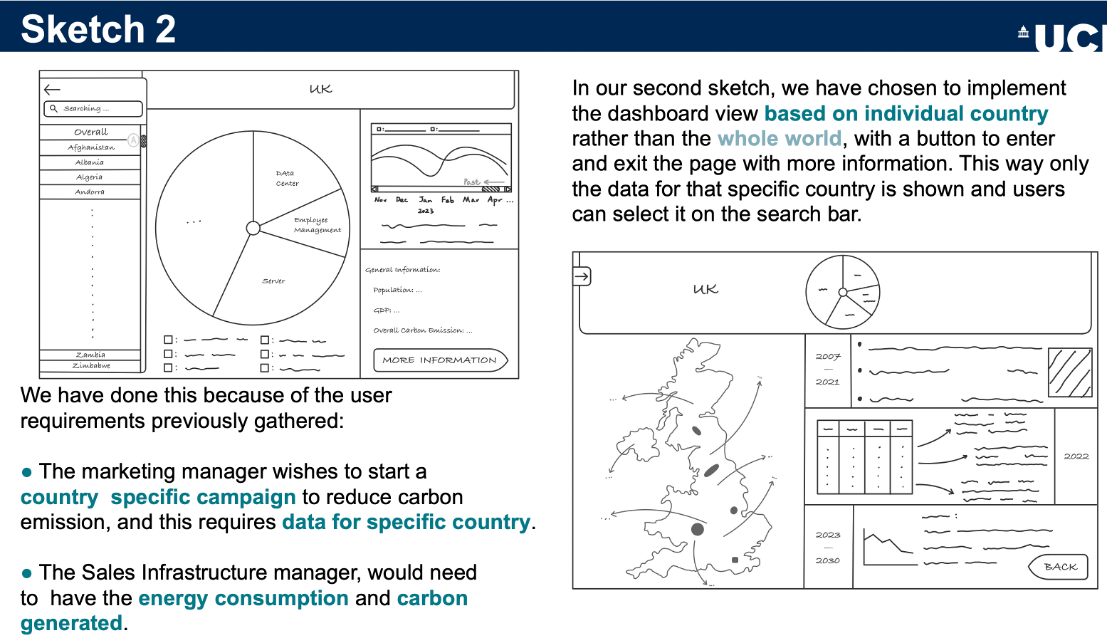 Sketch 2
UCL
UK
Searching ...
Overall
Afghanistan
Albania
Algeria
Andorra
Zambia
Zimbabwe
A
DAta
Center
Employee
Management
Server
...
Past
Nov Dec Jan Feb Mar Apr ...
2023
General Information:
Population: ...
GDP: ...
Overall Carbon Emission: ...
MORE INFORMATION
In our second sketch, we have chosen to implement
the dashboard view based on individual country
rather than the whole world, with a button to enter
and exit the page with more information. This way only
the data for that specific country is shown and users
can select it on the search bar.
We have done this because of the user
requirements previously gathered:
● The marketing manager wishes to start a
country specific campaign to reduce carbon
emission, and this requires data for specific country.
● The Sales Infrastructure manager, would need
to have the energy consumption and carbon
generated.
UK
2007
2021
2022
2023
2030
BACK